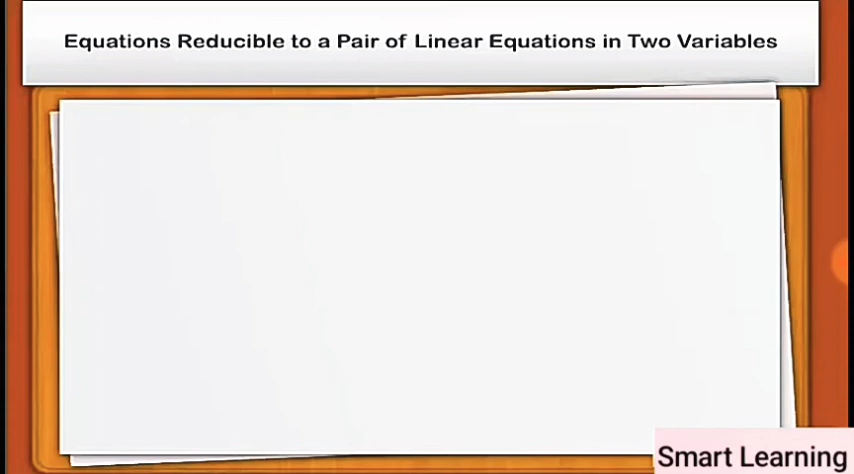 Equations Reducible to a Pair of Linear Equations in Two Variables
Smart Learning